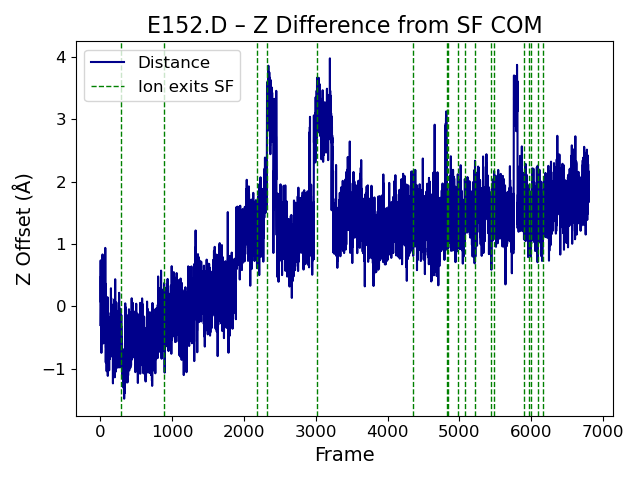 E152.D – Z Difference from SF COM
Distance
Ion exits SF
Z Offset (Å)
4
3
2
1
0
−1
0 1000 2000 3000 4000 5000 6000 7000
Frame